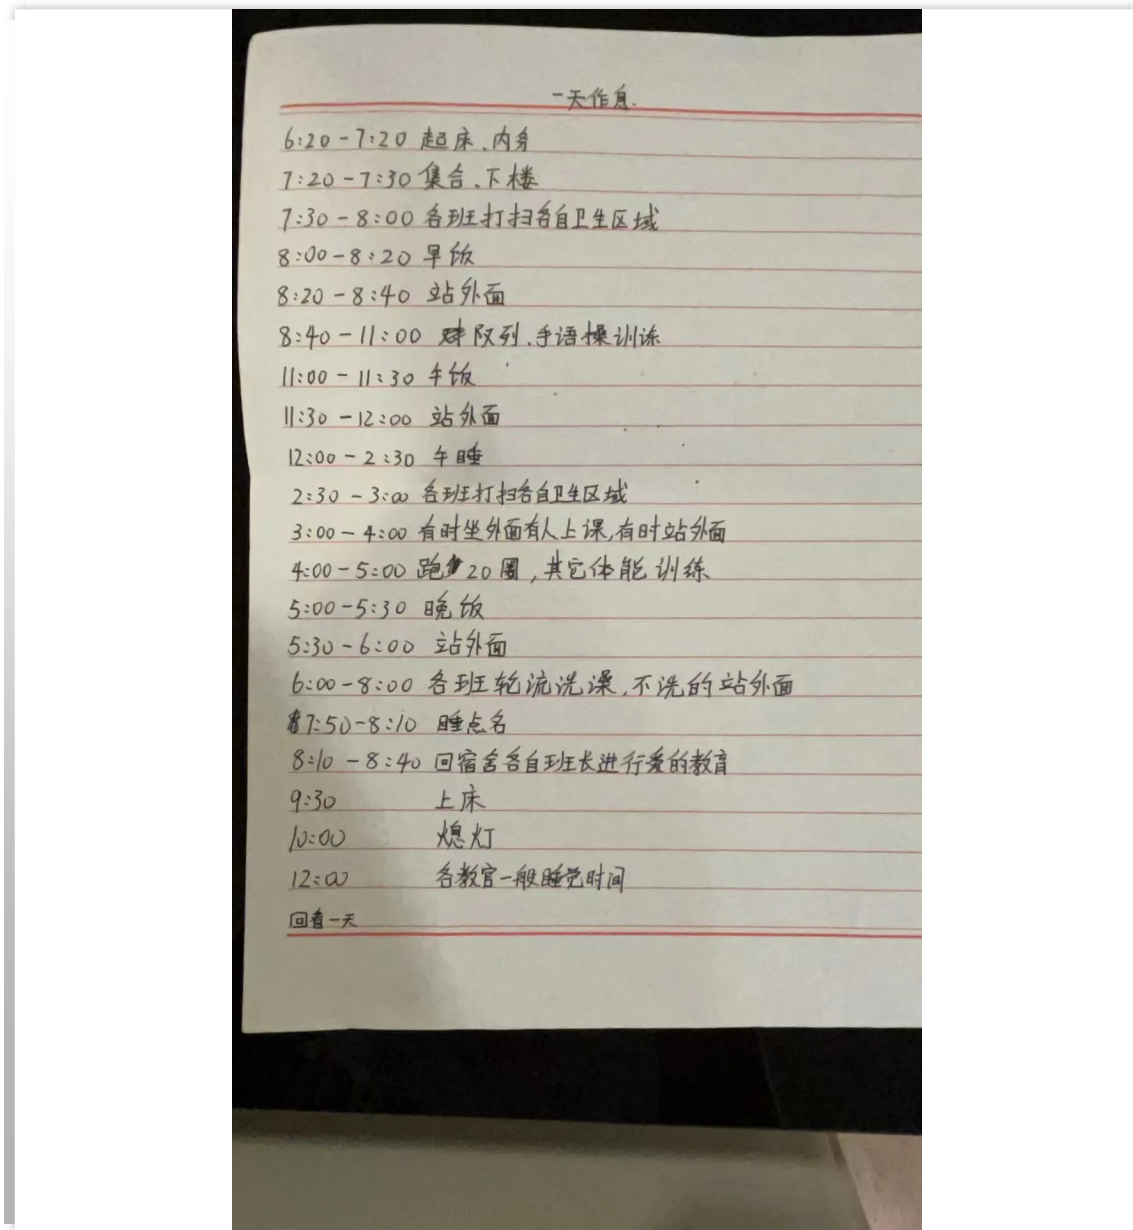 一天作息.
6:20-7:20 起床、内务
7:20-7:30 集合、下楼
7:30-8:00 各班打扫各自卫生区域
8:00-8:20 早饭
8:20-8:40 站外面
8:40-11:00 队列、手语操训练
11:00-11:30 午饭
11:30-12:00 站外面
12:00-2:30 午睡
2:30-3:00 各班打扫各自卫生区域
3:00-4:00 有时坐外面有人上课,有时站外面
4:00-5:00 跑20圈,其它体能训练
5:00-5:30 晚饭
5:30-6:00 站外面
6:00-8:00 各班轮流洗澡、不洗的站外面
7:50-8:10 睡点名
8:10-8:40 回宿舍各自班长进行爱的教育
9:30 上床
10:00 熄灯
12:00 各教官一般睡觉时间
回看一天